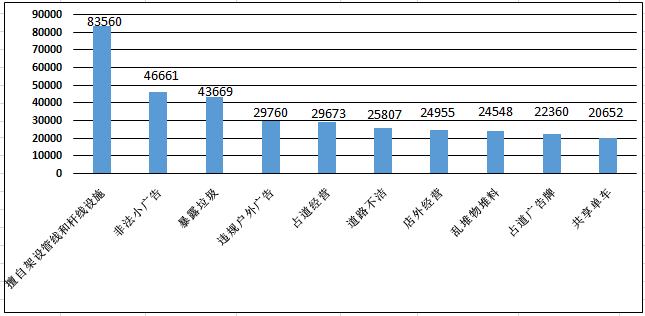 90000
80000
70000
60000
50000
40000
30000
20000
10000
0
83560
46661
43669
29760
29673
25807
24955
24548
22360
20652
擅自架设管线和杆线设施
非法小广告
暴露垃圾
违规户外广告
占道经营
道路不洁
店外经营
乱堆物堆料
占道广告牌
共享单车